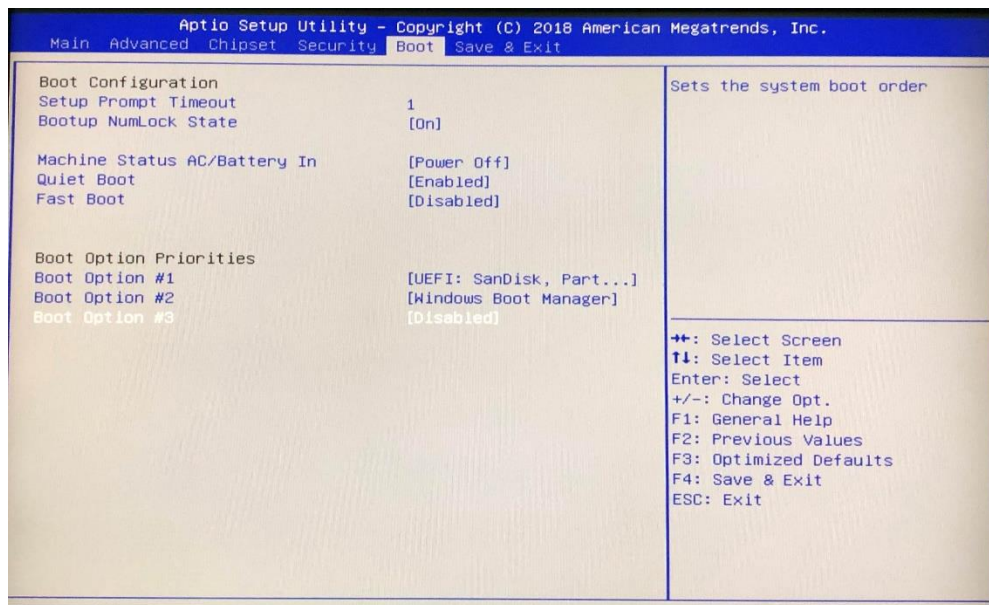 Aptio Setup Utility – Copyright (C) 2018 American Megatrends, Inc.
Main Advanced Chipset Security Boot Save & Exit
Boot Configuration
Setup Prompt Timeout 1
Bootup NumLock State [On]
Machine Status AC/Battery In [Power Off]
Quiet Boot [Enabled]
Fast Boot [Disabled]
Boot Option Priorities
Boot Option #1 [UEFI: SanDisk, Part...]
Boot Option #2 [Windows Boot Manager]
Boot Option #3 [Disabled]
Sets the system boot order
→←: Select Screen
↑↓: Select Item
Enter: Select
+/-: Change Opt.
F1: General Help
F2: Previous Values
F3: Optimized Defaults
F4: Save & Exit
ESC: Exit